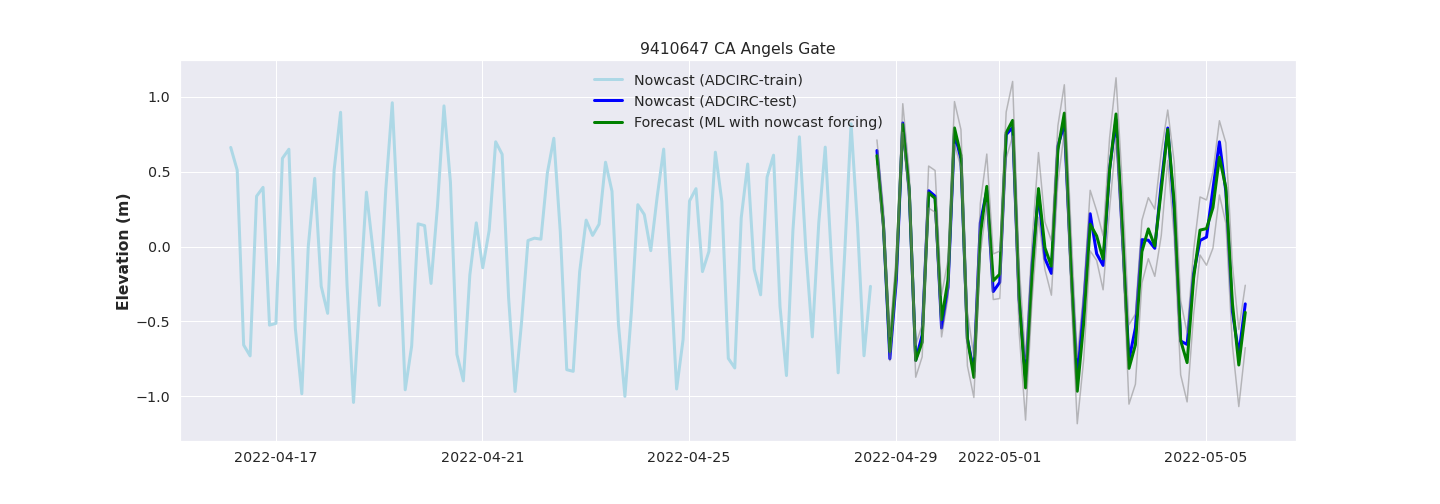 9410647 CA Angels Gate
Nowcast (ADCIRC-train)
Nowcast (ADCIRC-test)
Forecast (ML with nowcast forcing)
Elevation (m)
1.0
0.5
0.0
−0.5
−1.0
2022-04-17
2022-04-21
2022-04-25
2022-04-29
2022-05-01
2022-05-05